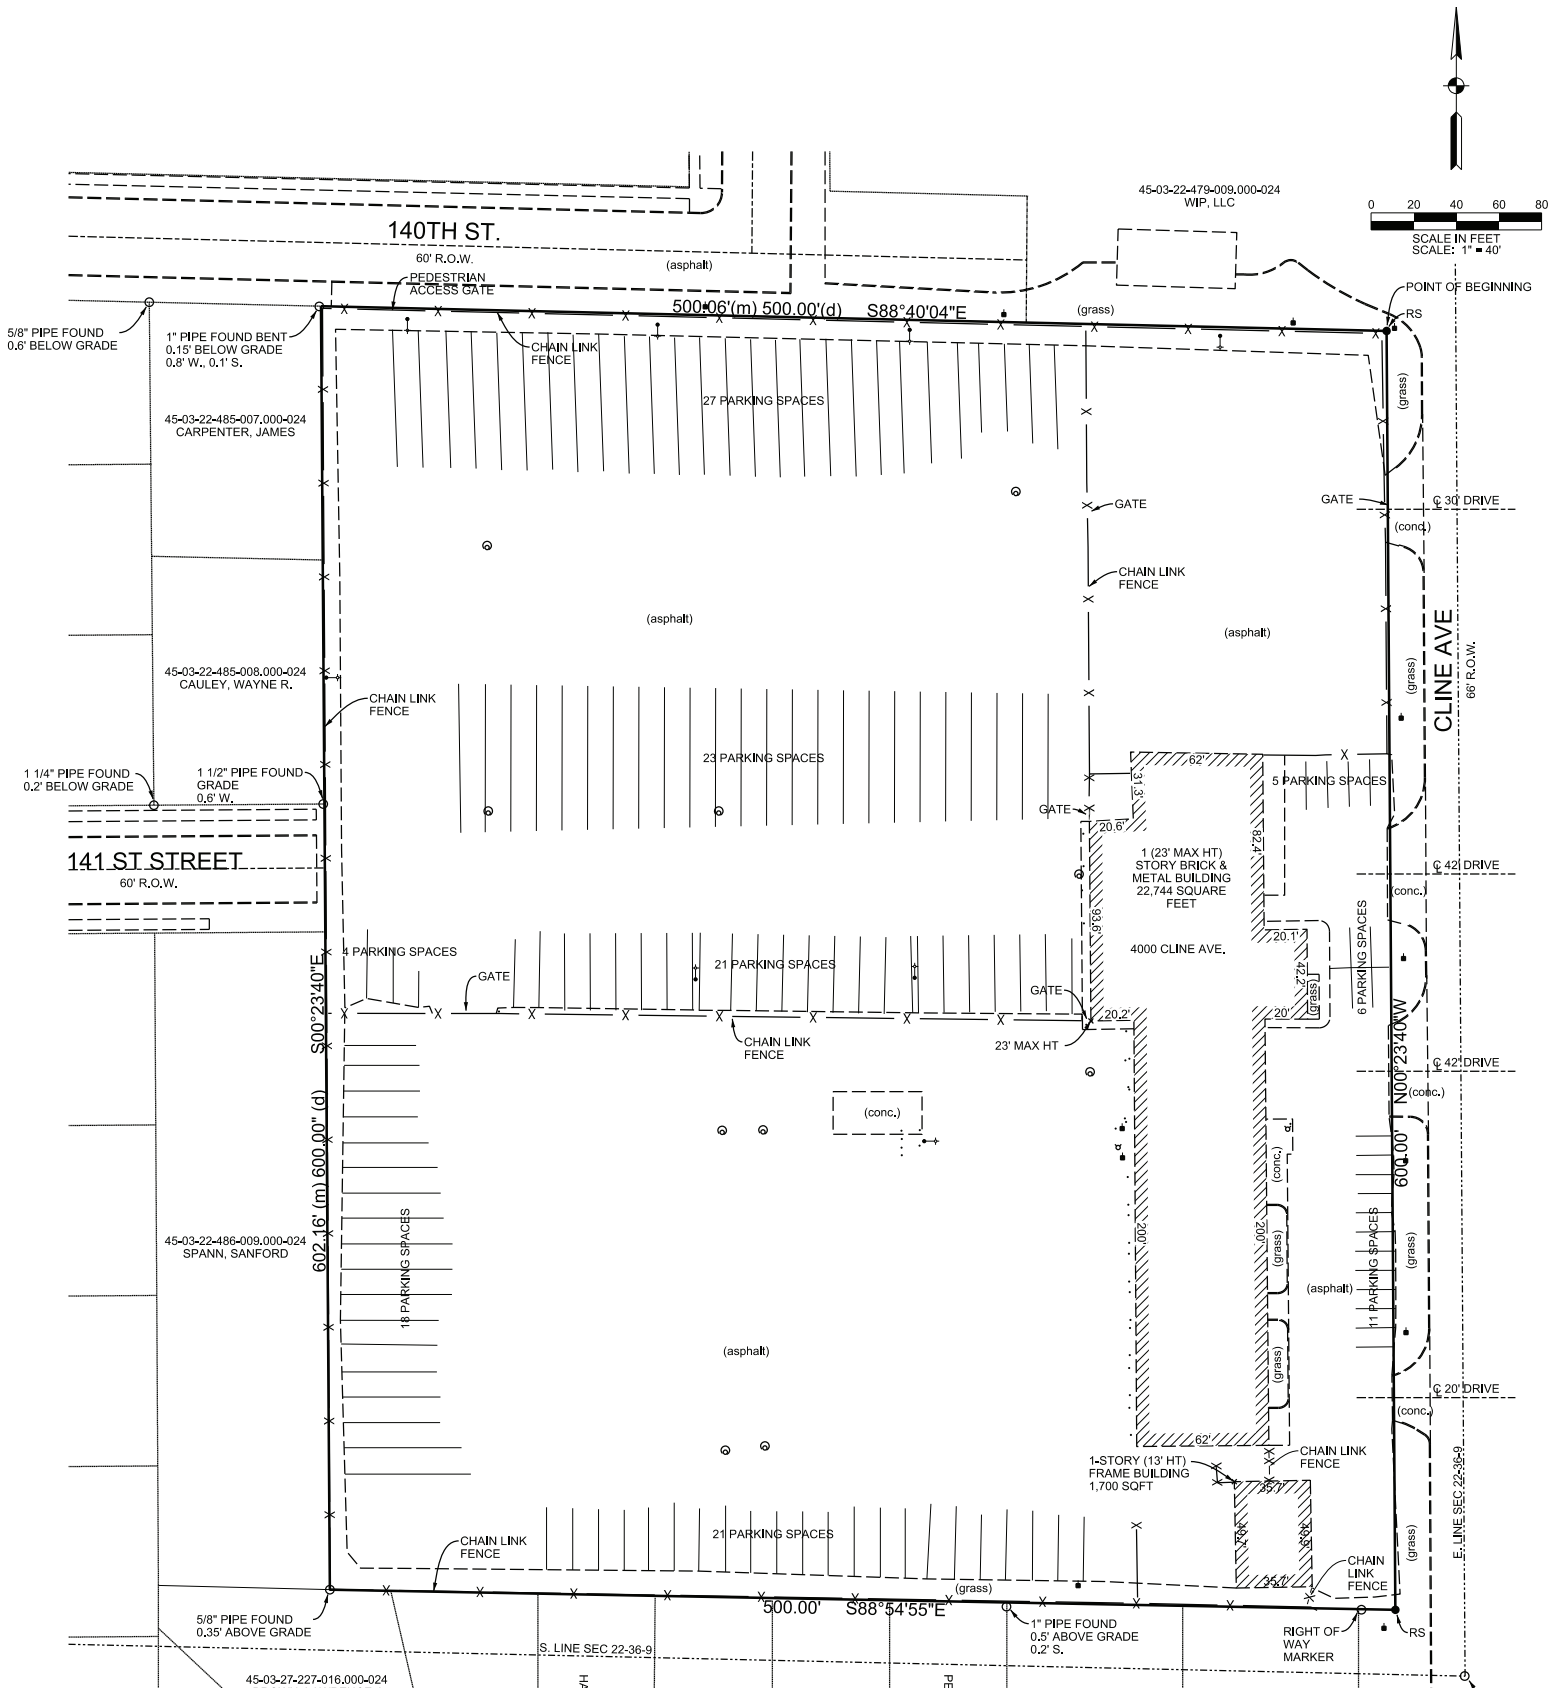 45-03-22-479-009.000-024
WIP, LLC
0 20 40 60 80
SCALE IN FEET
SCALE: 1" = 40'
140TH ST.
60' R.O.W.
(asphalt)
PEDESTRIAN
ACCESS GATE
500.06'(m) 500.00'(d) S88°40'04"E
(grass)
POINT OF BEGINNING
RS
5/8" PIPE FOUND
0.6' BELOW GRADE
1" PIPE FOUND BENT
0.15' BELOW GRADE
0.8' W., 0.1' S.
CHAIN LINK
FENCE
(grass)
27 PARKING SPACES
45-03-22-485-007.000-024
CARPENTER, JAMES
GATE
GATE
℄ 30' DRIVE
(conc.)
CHAIN LINK
FENCE
(asphalt)
(asphalt)
CLINE AVE
66' R.O.W.
(grass)
45-03-22-485-008.000-024
CAULEY, WAYNE R.
CHAIN LINK
FENCE
23 PARKING SPACES
62'
31.3'
5 PARKING SPACES
1 1/4" PIPE FOUND
0.2' BELOW GRADE
1 1/2" PIPE FOUND
GRADE
0.6' W.
GATE
20.6'
82.4'
141 ST STREET
60' R.O.W.
1 (23' MAX HT)
STORY BRICK &
METAL BUILDING
22,744 SQUARE
FEET
℄ 42' DRIVE
(conc.)
93.6'
4000 CLINE AVE.
20.1'
42.2'
(grass)
6 PARKING SPACES
4 PARKING SPACES
21 PARKING SPACES
GATE
GATE
20.2'
20'
S00°23'40"E
602.16' (m) 600.00" (d)
CHAIN LINK
FENCE
23' MAX HT
N00°23'40"W
600.00'
℄ 42' DRIVE
(conc.)
(conc.)
(conc.)
45-03-22-486-009.000-024
SPANN, SANFORD
18 PARKING SPACES
200'
200'
(grass)
(grass)
(asphalt)
11 PARKING SPACES
(grass)
(asphalt)
(grass)
℄ 20' DRIVE
(conc.)
62'
1-STORY (13' HT)
FRAME BUILDING
1,700 SQFT
CHAIN LINK
FENCE
35.7'
49.7'
49.9'
35.7'
E. LINE SEC 22-36-9
21 PARKING SPACES
CHAIN LINK
FENCE
(grass)
CHAIN
LINK
FENCE
500.00' S88°54'55"E
5/8" PIPE FOUND
0.35' ABOVE GRADE
1" PIPE FOUND
0.5' ABOVE GRADE
0.2' S.
RIGHT OF
WAY
MARKER
RS
S. LINE SEC 22-36-9
45-03-27-227-016.000-024